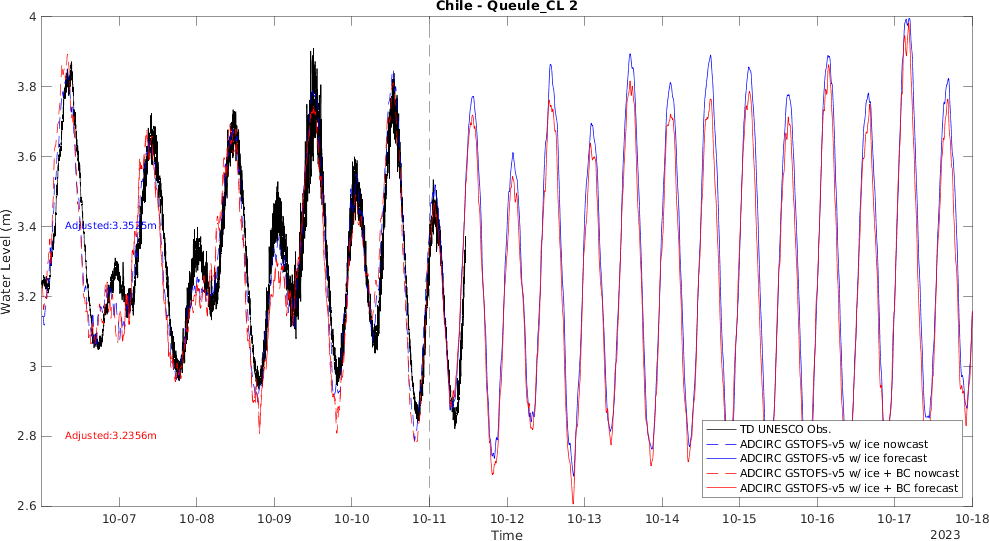 Chile - Queule_CL 2
4
3.8
3.6
3.4
3.2
3
2.8
2.6
Water Level (m)
Adjusted:3.3525m
Adjusted:3.2356m
TD UNESCO Obs.
ADCIRC GSTOFS-v5 w/ ice nowcast
ADCIRC GSTOFS-v5 w/ ice forecast
ADCIRC GSTOFS-v5 w/ ice + BC nowcast
ADCIRC GSTOFS-v5 w/ ice + BC forecast
10-07 10-08 10-09 10-10 10-11 10-12 10-13 10-14 10-15 10-16 10-17 10-18
Time
2023